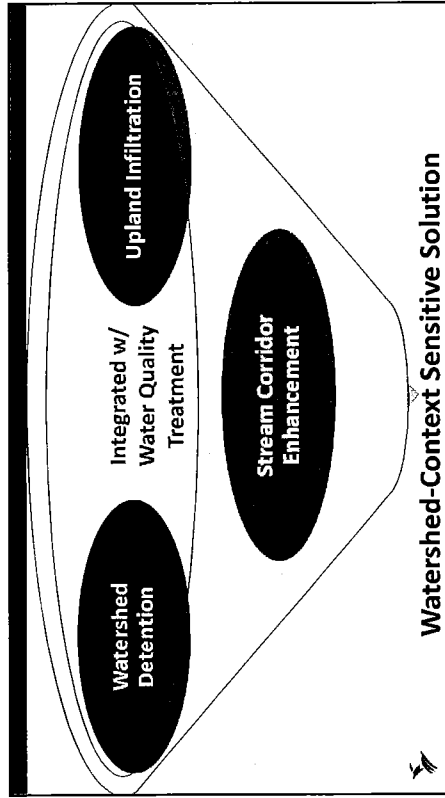 Watershed
Detention
Upland Infiltration
Integrated w/
Water Quality
Treatment
Stream Corridor
Enhancement
Watershed-Context Sensitive Solution